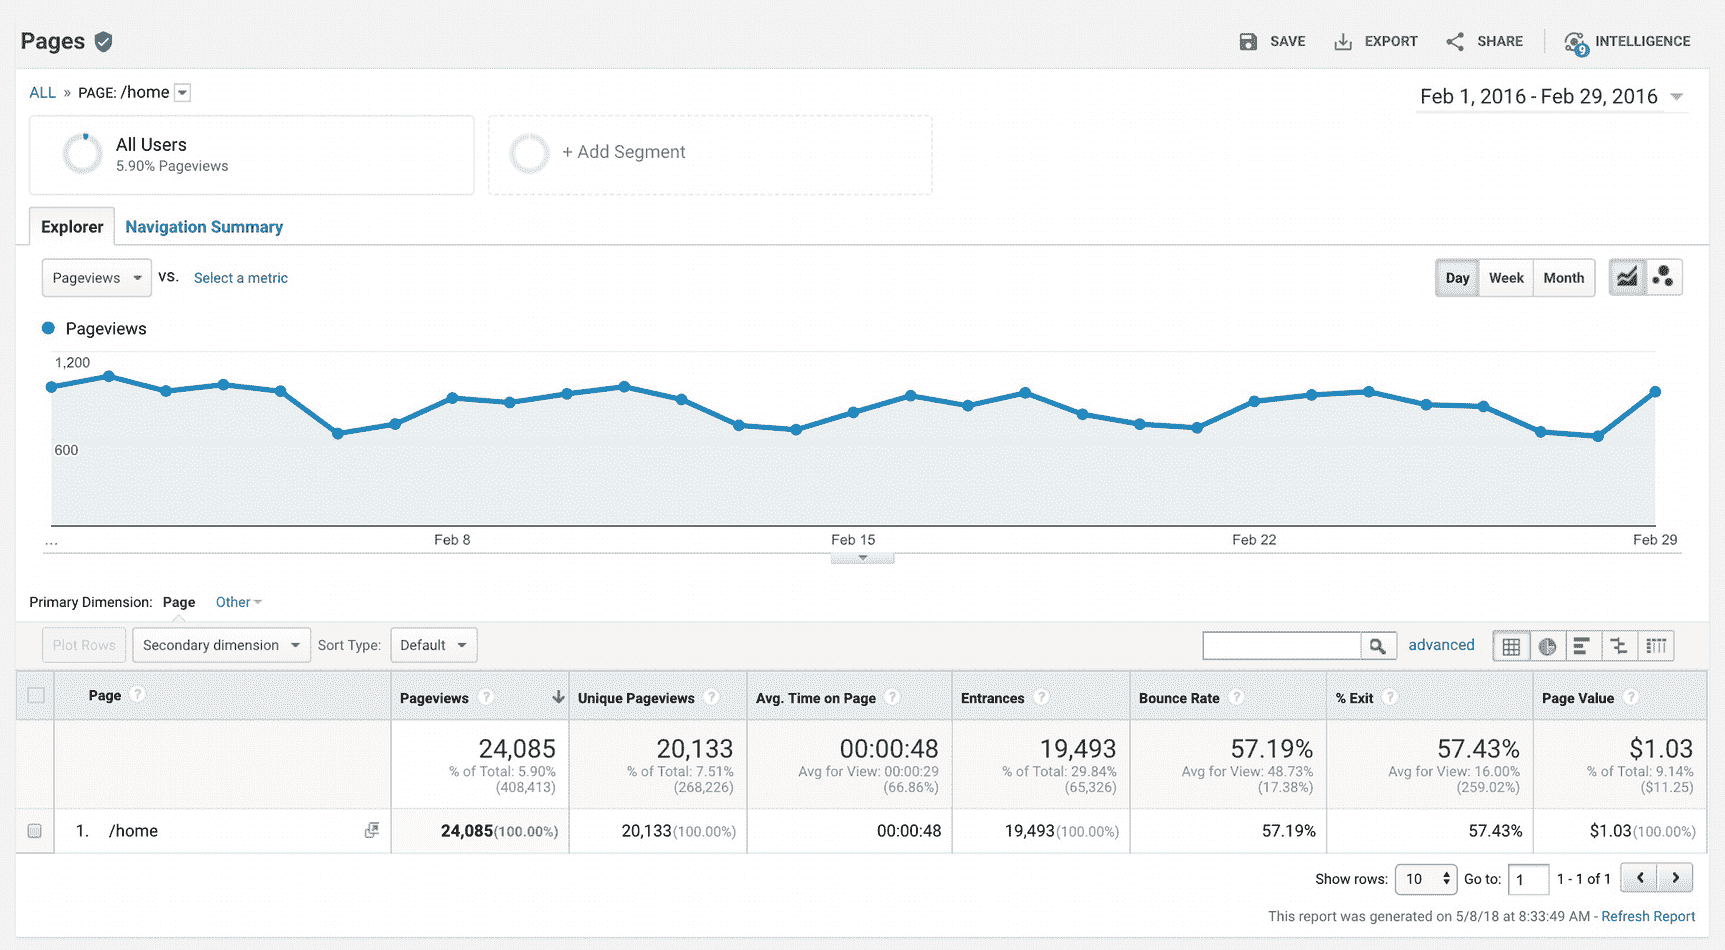 Pages
SAVE EXPORT SHARE 9 INTELLIGENCE
ALL » PAGE: /home
Feb 1, 2016 - Feb 29, 2016
All Users
5.90% Pageviews
+ Add Segment
Explorer Navigation Summary
Pageviews VS. Select a metric
Day Week Month
Pageviews
1,200
600
... Feb 8 Feb 15 Feb 22 Feb 29
Primary Dimension: Page Other
Plot Rows Secondary dimension Sort Type: Default advanced
Page ? Pageviews ? Unique Pageviews ? Avg. Time on Page ? Entrances ? Bounce Rate ? % Exit ? Page Value ?
24,085 20,133 00:00:48 19,493 57.19% 57.43% $1.03
% of Total: 5.90% % of Total: 7.51% Avg for View: 00:00:29 % of Total: 29.84% Avg for View: 48.73% Avg for View: 16.00% % of Total: 9.14%
(408,413) (268,226) (66.86%) (65,326) (17.38%) (259.02%) ($11.25)
1. /home 24,085(100.00%) 20,133(100.00%) 00:00:48 19,493(100.00%) 57.19% 57.43% $1.03(100.00%)
Show rows: 10 Go to: 1 1 - 1 of 1
This report was generated on 5/8/18 at 8:33:49 AM - Refresh Report